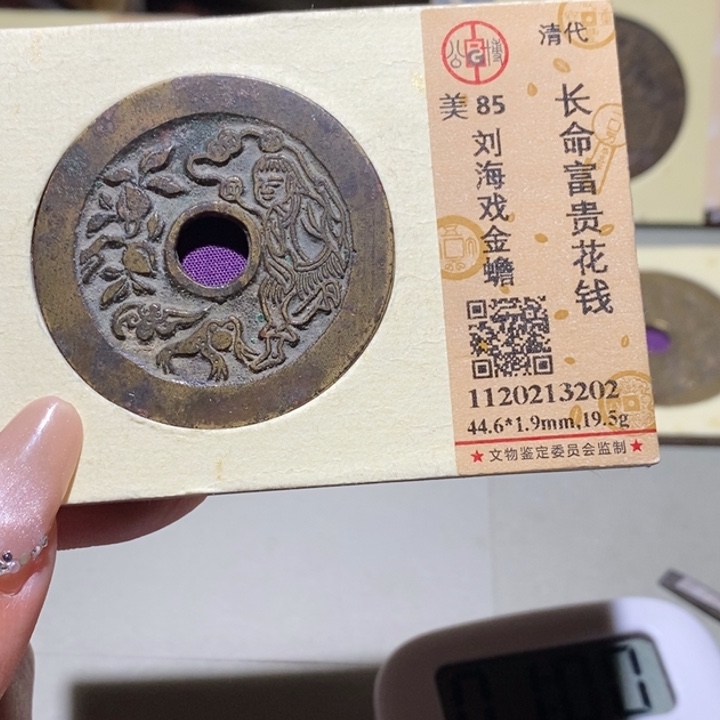 清代
长命富贵花钱
美 85
刘海戏金蟾
1120213202
44.6*1.9mm,19.5g
★文物鉴定委员会监制★